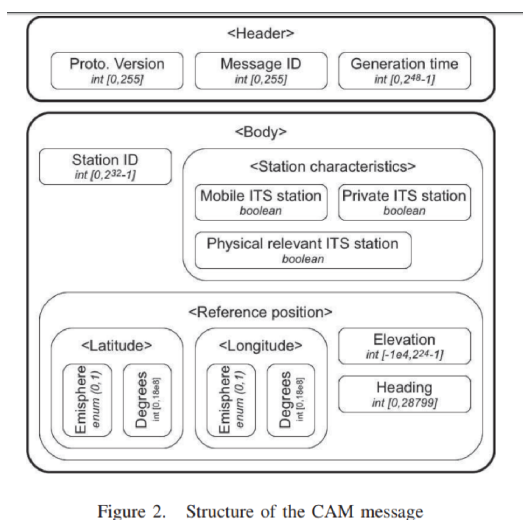 <Header>
Proto. Version
int [0,255]
Message ID
int [0,255]
Generation time
int [0,2⁴⁸-1]
<Body>
Station ID
int [0,2³²-1]
<Station characteristics>
Mobile ITS station
boolean
Private ITS station
boolean
Physical relevant ITS station
boolean
<Reference position>
<Latitude>
Emisphere
enum (0,1)
Degrees
int [0,18e8]
<Longitude>
Emisphere
enum (0,1)
Degrees
int [0,18e8]
Elevation
int [-1e4,2²⁴-1]
Heading
int [0,28799]
Figure 2. Structure of the CAM message